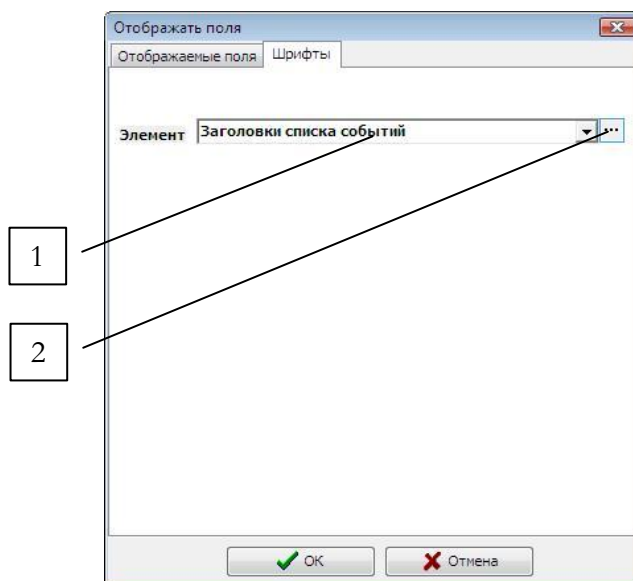 Отображать поля
Отображаемые поля Шрифты
Элемент Заголовки списка событий ...
1
2
OK Отмена